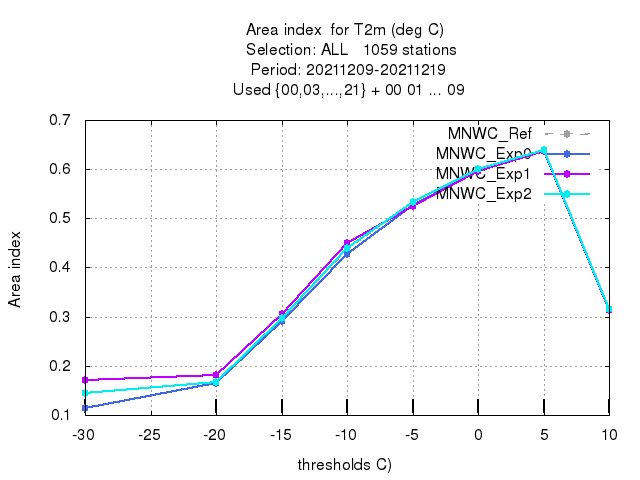 Area index  for T2m (deg C)
Selection: ALL   1059 stations
Period: 20211209-20211219
Used {00,03,...,21} + 00 01 ... 09
0.7
0.6
0.5
0.4
0.3
0.2
0.1
Area index
MNWC_Ref
MNWC_Exp0
MNWC_Exp1
MNWC_Exp2
-30 -25 -20 -15 -10 -5 0 5 10
thresholds C)